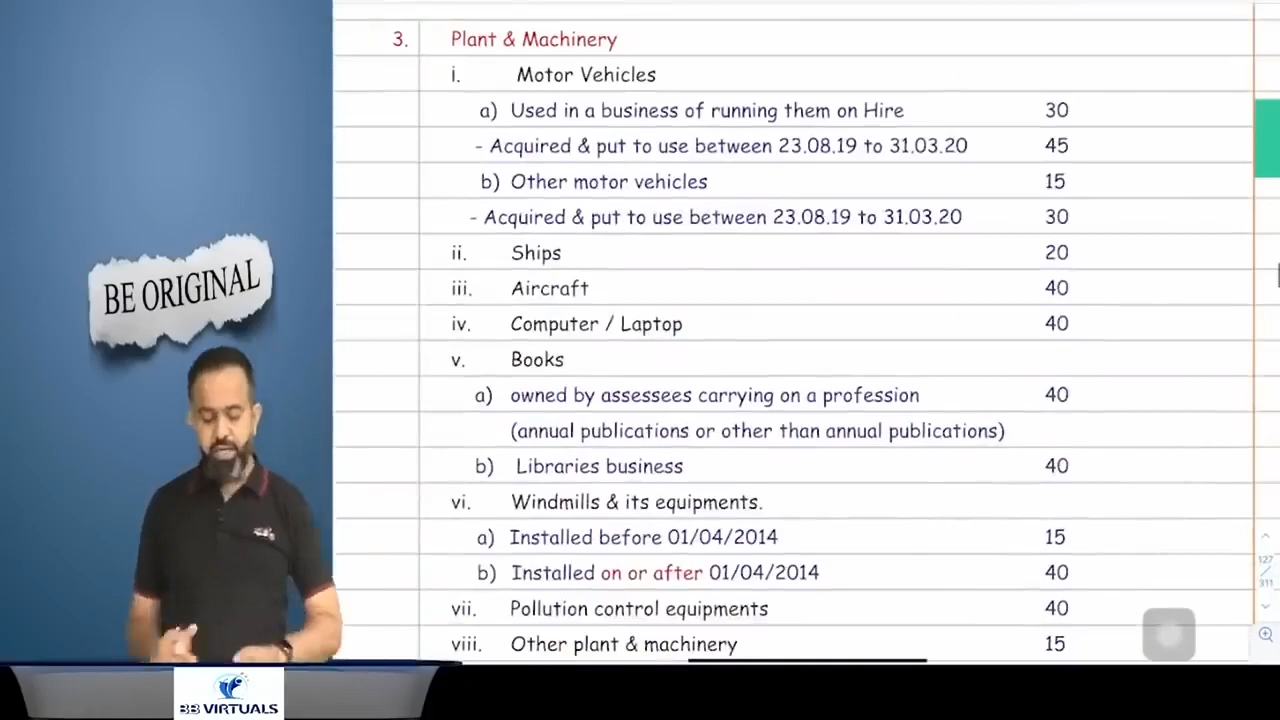 3. Plant & Machinery
i. Motor Vehicles
a) Used in a business of running them on Hire 30
- Acquired & put to use between 23.08.19 to 31.03.20 45
b) Other motor vehicles 15
- Acquired & put to use between 23.08.19 to 31.03.20 30
ii. Ships 20
iii. Aircraft 40
iv. Computer / Laptop 40
v. Books
a) owned by assessees carrying on a profession 40
(annual publications or other than annual publications)
b) Libraries business 40
vi. Windmills & its equipments.
a) Installed before 01/04/2014 15
b) Installed on or after 01/04/2014 40
vii. Pollution control equipments 40
viii. Other plant & machinery 15
BE ORIGINAL
BB VIRTUALS
127
/
311